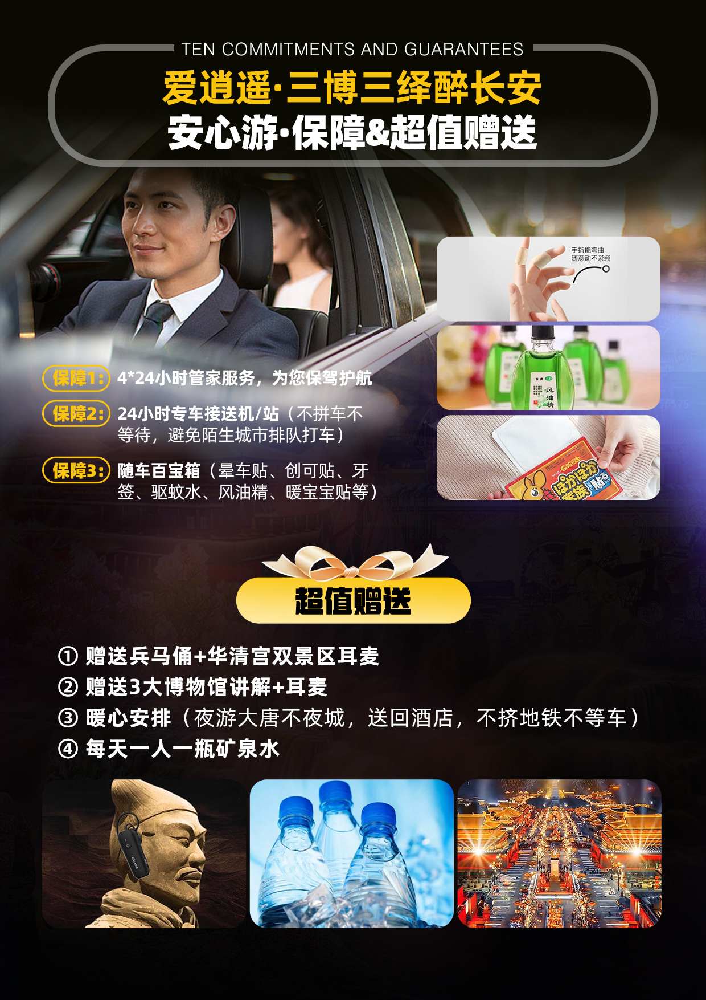 TEN COMMITMENTS AND GUARANTEES
爱逍遥·三博三绎醉长安
安心游·保障&超值赠送
手指能弯曲
随意动不紧绷
风油精
保障1：4*24小时管家服务，为您保驾护航
保障2：24小时专车接送机/站（不拼车不
等待，避免陌生城市排队打车）
保障3：随车百宝箱（晕车贴、创可贴、牙
签、驱蚊水、风油精、暖宝宝贴等）
ぽかぽか
家族
貼る
超值赠送
① 赠送兵马俑+华清宫双景区耳麦
② 赠送3大博物馆讲解+耳麦
③ 暖心安排（夜游大唐不夜城，送回酒店，不挤地铁不等车）
④ 每天一人一瓶矿泉水